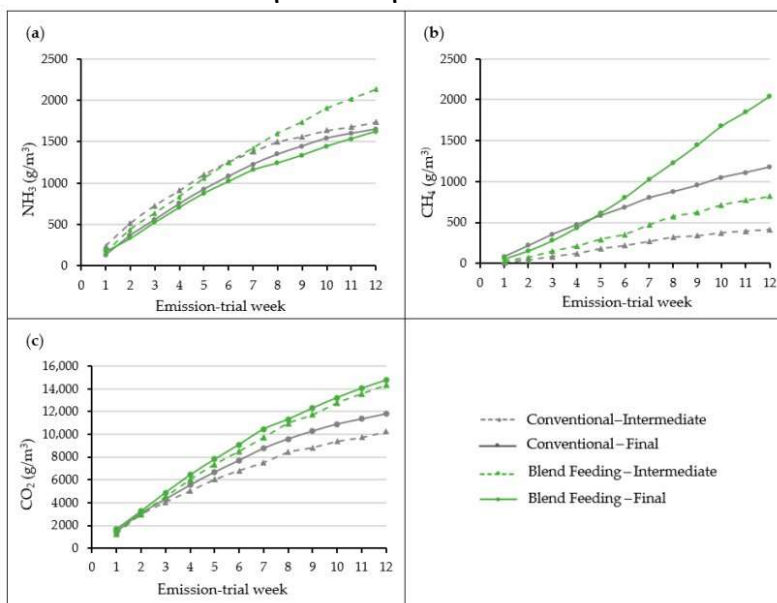 (a)
2500
2000
1500
1000
500
0
NH₃ (g/m³)
0 1 2 3 4 5 6 7 8 9 10 11 12
Emission-trial week
(b)
2500
2000
1500
1000
500
0
CH₄ (g/m³)
0 1 2 3 4 5 6 7 8 9 10 11 12
Emission-trial week
(c)
16,000
14,000
12,000
10,000
8000
6000
4000
2000
0
CO₂ (g/m³)
0 1 2 3 4 5 6 7 8 9 10 11 12
Emission-trial week
Conventional–Intermediate
Conventional–Final
Blend Feeding–Intermediate
Blend Feeding–Final